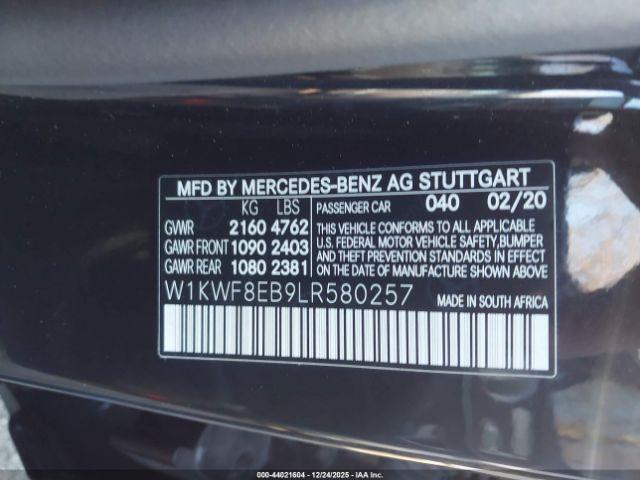 MFD BY MERCEDES-BENZ AG STUTTGART
KG LBS
GVWR 2160 4762
GAWR FRONT 1090 2403
GAWR REAR 1080 2381
PASSENGER CAR 040 02/20
THIS VEHICLE CONFORMS TO ALL APPLICABLE
U.S. FEDERAL MOTOR VEHICLE SAFETY, BUMPER
AND THEFT PREVENTION STANDARDS IN EFFECT
ON THE DATE OF MANUFACTURE SHOWN ABOVE
W1KWF8EB9LR580257
MADE IN SOUTH AFRICA
000-44021604 | 12/24/2025 - IAA Inc.